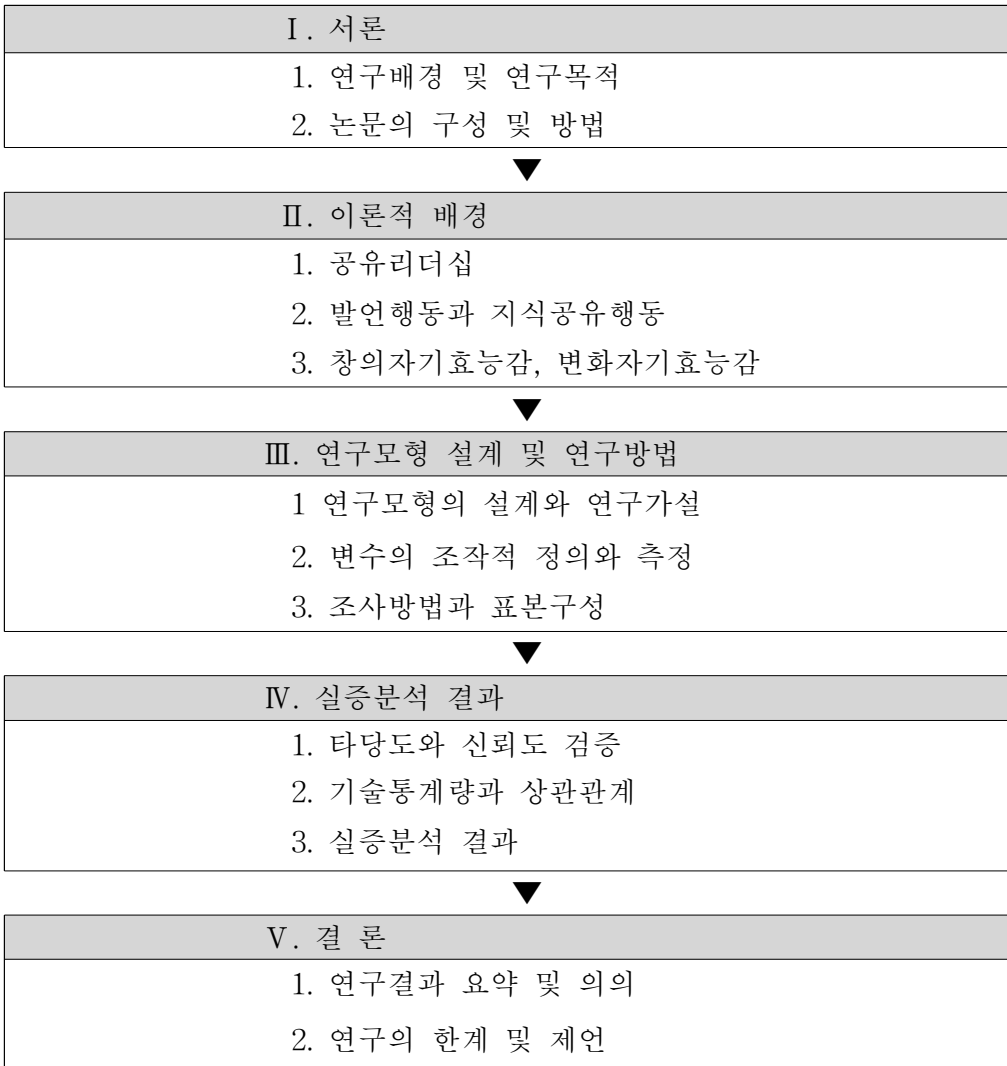 Ⅰ. 서론
1. 연구배경 및 연구목적
2. 논문의 구성 및 방법
▼
Ⅱ. 이론적 배경
1. 공유리더십
2. 발언행동과 지식공유행동
3. 창의자기효능감, 변화자기효능감
▼
Ⅲ. 연구모형 설계 및 연구방법
1 연구모형의 설계와 연구가설
2. 변수의 조작적 정의와 측정
3. 조사방법과 표본구성
▼
Ⅳ. 실증분석 결과
1. 타당도와 신뢰도 검증
2. 기술통계량과 상관관계
3. 실증분석 결과
▼
Ⅴ. 결 론
1. 연구결과 요약 및 의의
2. 연구의 한계 및 제언